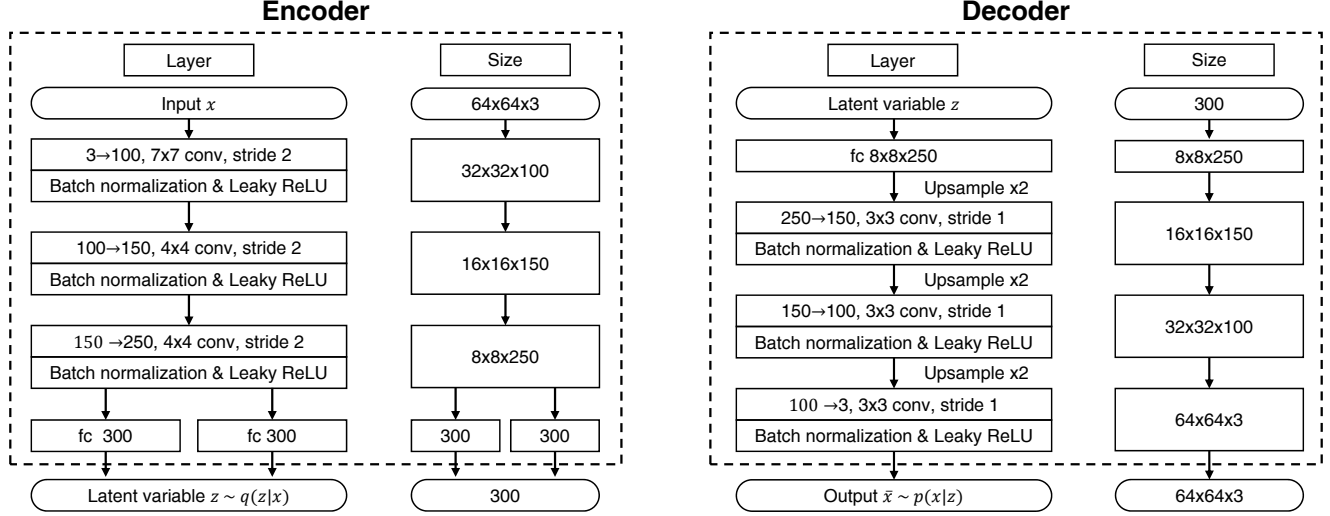 Encoder
Layer
Size
Input x
64x64x3
3→100, 7x7 conv, stride 2
Batch normalization & Leaky ReLU
32x32x100
100→150, 4x4 conv, stride 2
Batch normalization & Leaky ReLU
16x16x150
150 →250, 4x4 conv, stride 2
Batch normalization & Leaky ReLU
8x8x250
fc 300
fc 300
300
300
Latent variable z ~ q(z|x)
300
Decoder
Layer
Size
Latent variable z
300
fc 8x8x250
8x8x250
Upsample x2
250→150, 3x3 conv, stride 1
Batch normalization & Leaky ReLU
16x16x150
Upsample x2
150→100, 3x3 conv, stride 1
Batch normalization & Leaky ReLU
32x32x100
Upsample x2
100 →3, 3x3 conv, stride 1
Batch normalization & Leaky ReLU
64x64x3
Output x̄ ~ p(x|z)
64x64x3